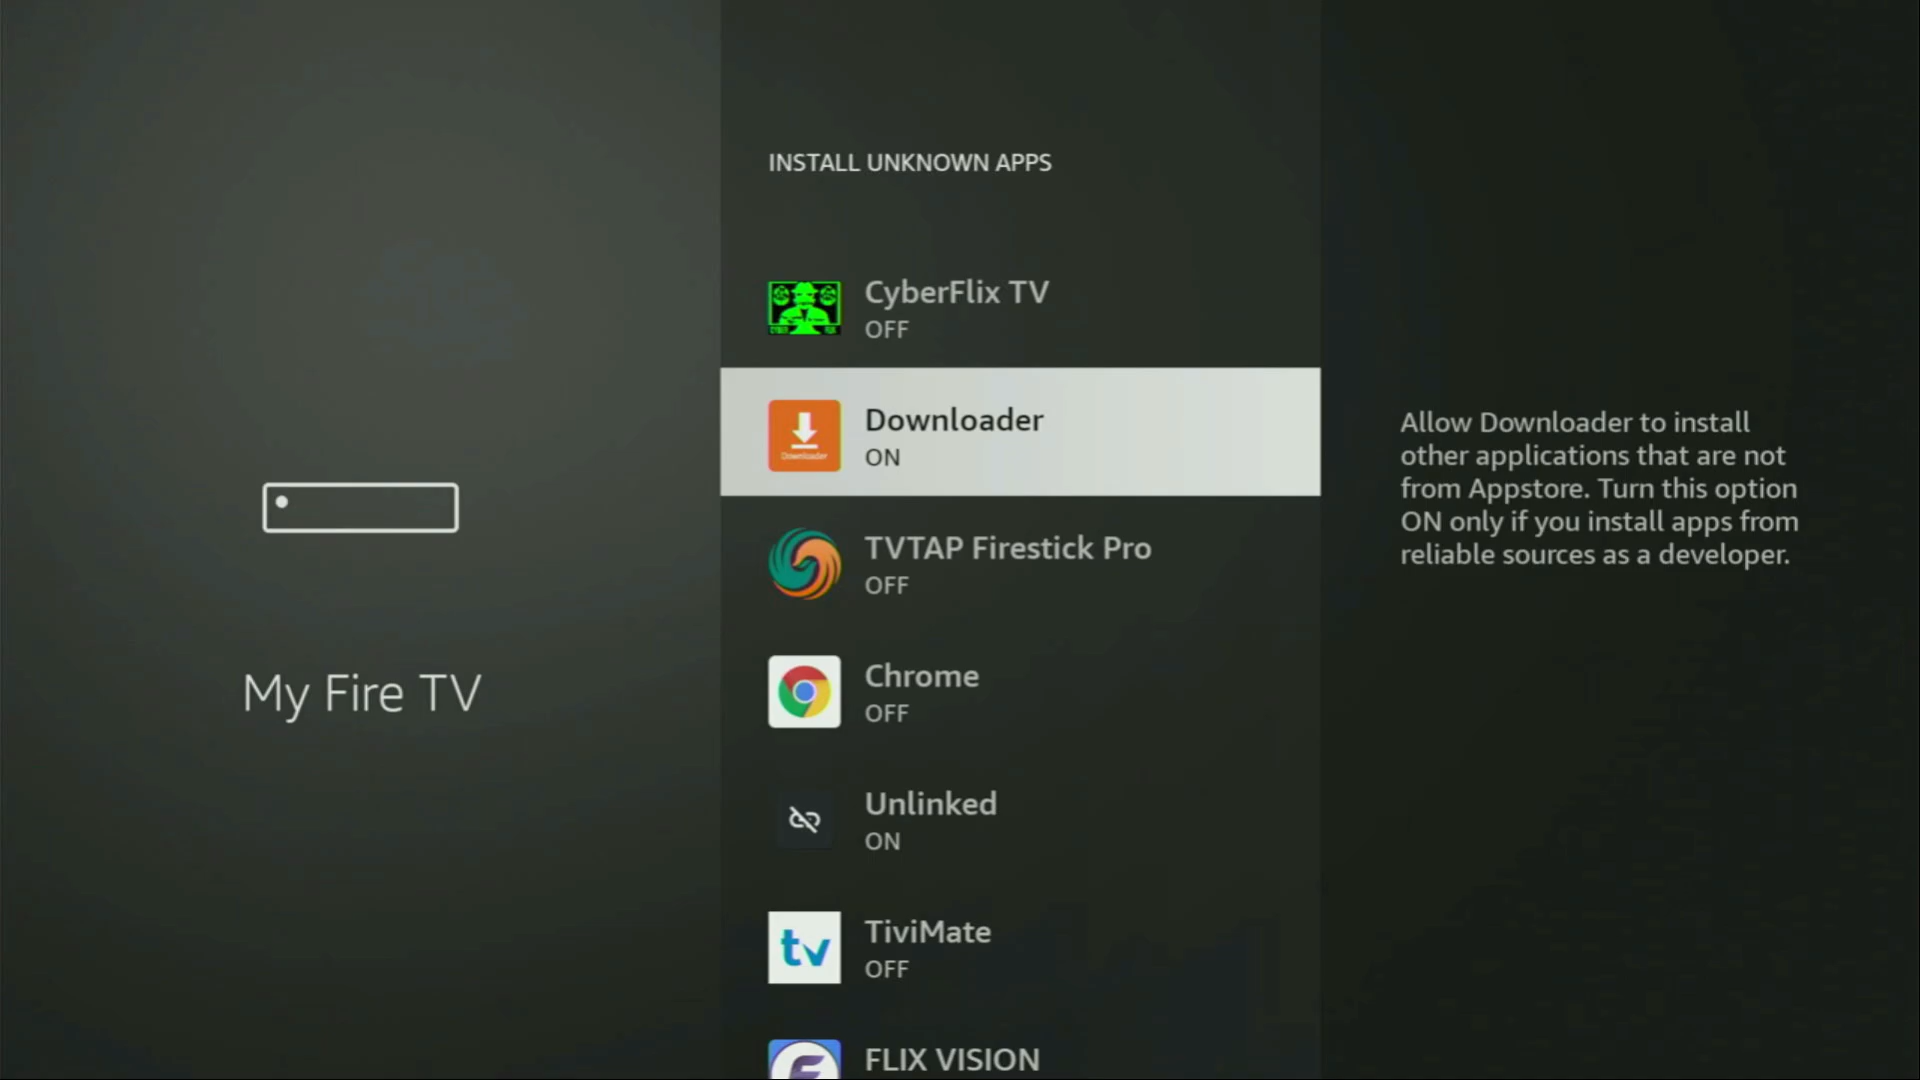 INSTALL UNKNOWN APPS
CyberFlix TV
OFF
Downloader
Downloader
ON
TVTAP Firestick Pro
OFF
Chrome
OFF
Unlinked
ON
tv
TiviMate
OFF
FLIX VISION
My Fire TV
Allow Downloader to install
other applications that are not
from Appstore. Turn this option
ON only if you install apps from
reliable sources as a developer.